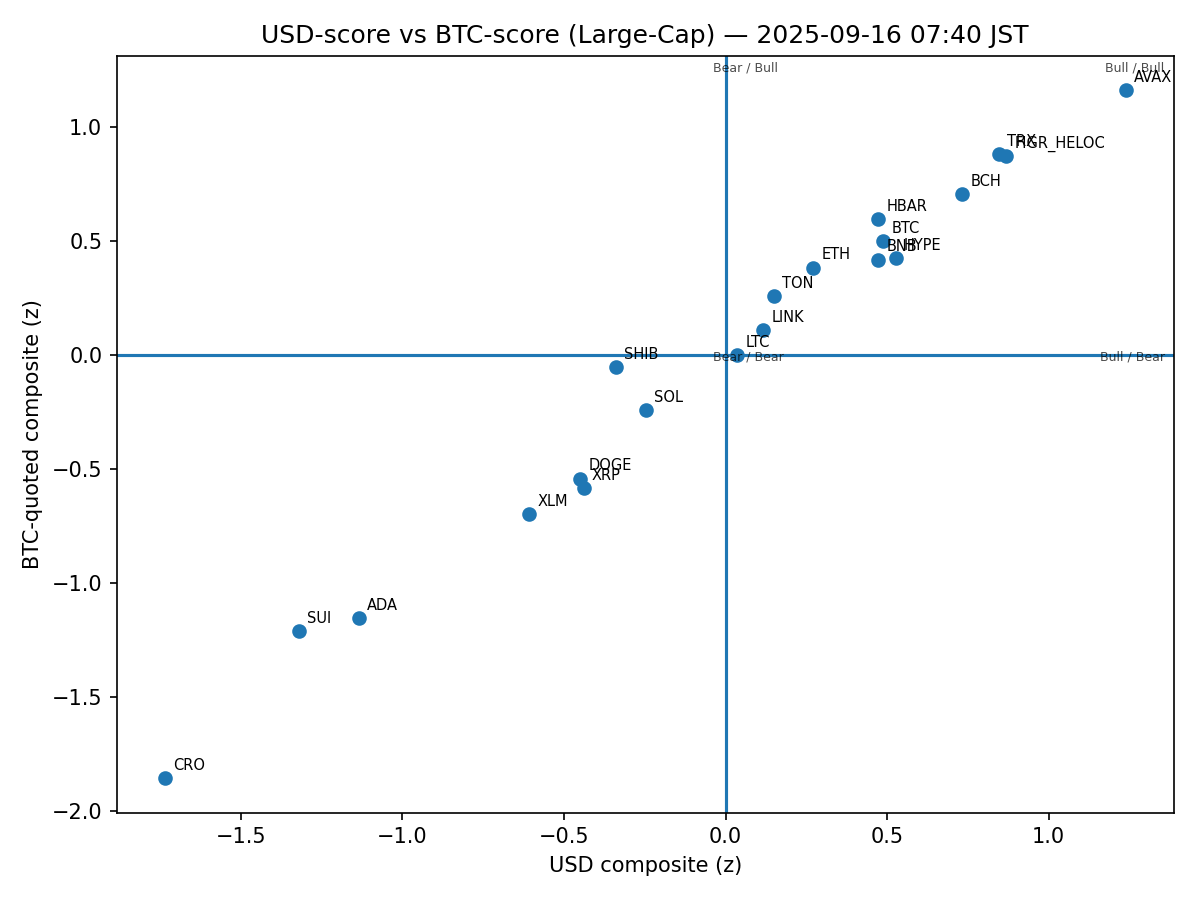 USD-score vs BTC-score (Large-Cap) — 2025-09-16 07:40 JST
Bear / Bull
Bull / Bull
AVAX
TRX
FIGR_HELOC
BCH
HBAR
BTC
BNB
HYPE
ETH
TON
LINK
LTC
SHIB
Bear / Bear
Bull / Bear
SOL
DOGE
XRP
XLM
ADA
SUI
CRO
1.0
0.5
0.0
−0.5
−1.0
−1.5
−2.0
BTC-quoted composite (z)
−1.5
−1.0
−0.5
0.0
0.5
1.0
USD composite (z)